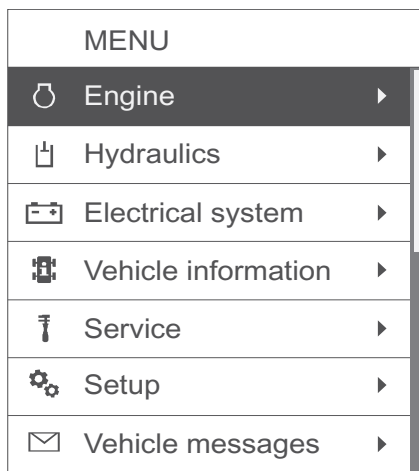 MENU
Engine
Hydraulics
Electrical system
Vehicle information
Service
Setup
Vehicle messages